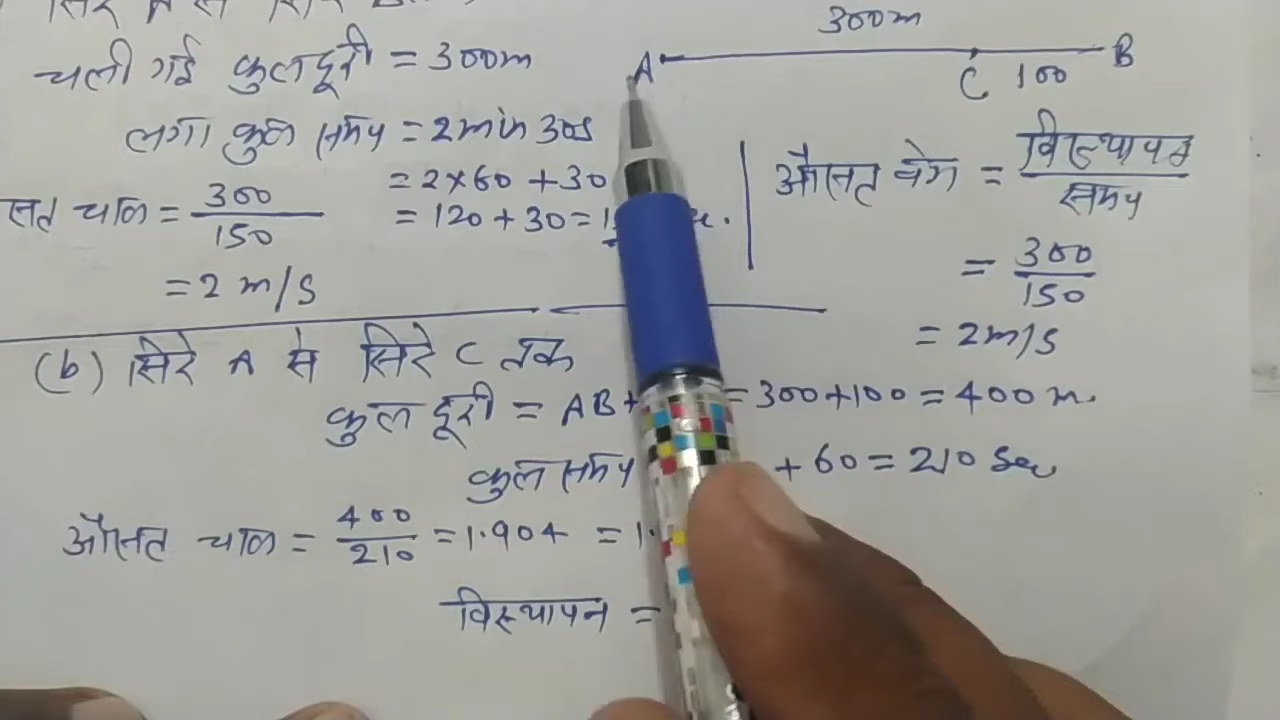 सिरे A से सिरे
चली गई कुल दूरी = 300m
लगा कुल समय = 2min 30s
= 2×60 + 30
= 120 + 30 =
सत चाल = 300/150
= 2 m/s
300m
A C 100 B
औसत वेग = विस्थापन/समय
= 300/150
= 2m/s
(b) सिरे A से सिरे C तक
कुल दूरी = AB+ = 300+100 = 400 m.
कुल समय + 60 = 210 Sec
औसत चाल = 400/210 = 1.904 = 1.
विस्थापन =